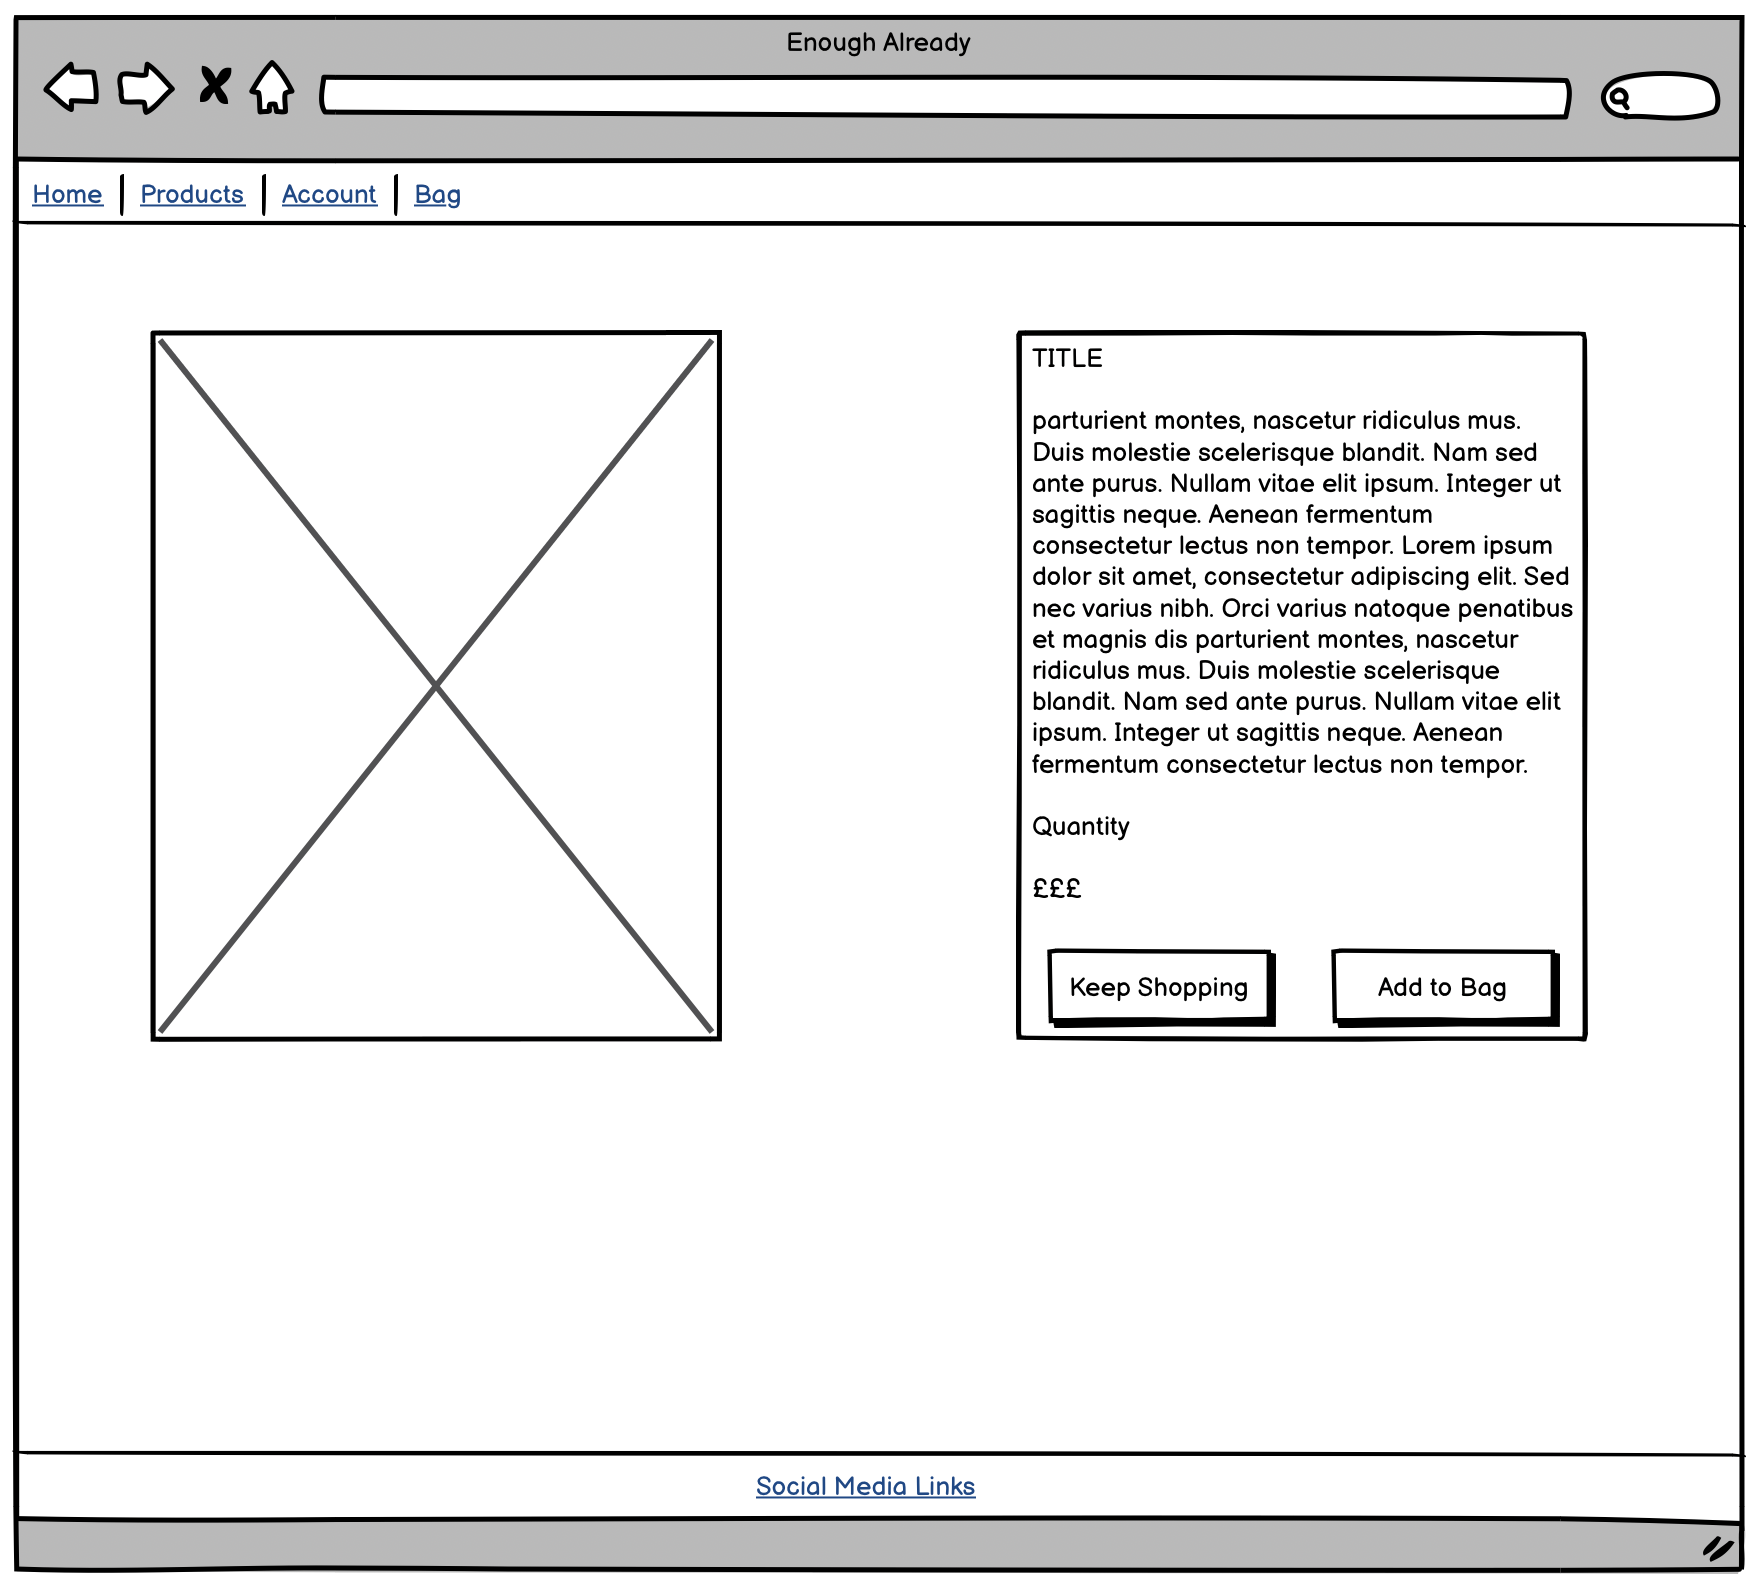 Enough Already
Home
Products
Account
Bag
TITLE
parturient montes, nascetur ridiculus mus.
Duis molestie scelerisque blandit. Nam sed
ante purus. Nullam vitae elit ipsum. Integer ut
sagittis neque. Aenean fermentum
consectetur lectus non tempor. Lorem ipsum
dolor sit amet, consectetur adipiscing elit. Sed
nec varius nibh. Orci varius natoque penatibus
et magnis dis parturient montes, nascetur
ridiculus mus. Duis molestie scelerisque
blandit. Nam sed ante purus. Nullam vitae elit
ipsum. Integer ut sagittis neque. Aenean
fermentum consectetur lectus non tempor.
Quantity
£££
Keep Shopping
Add to Bag
Social Media Links